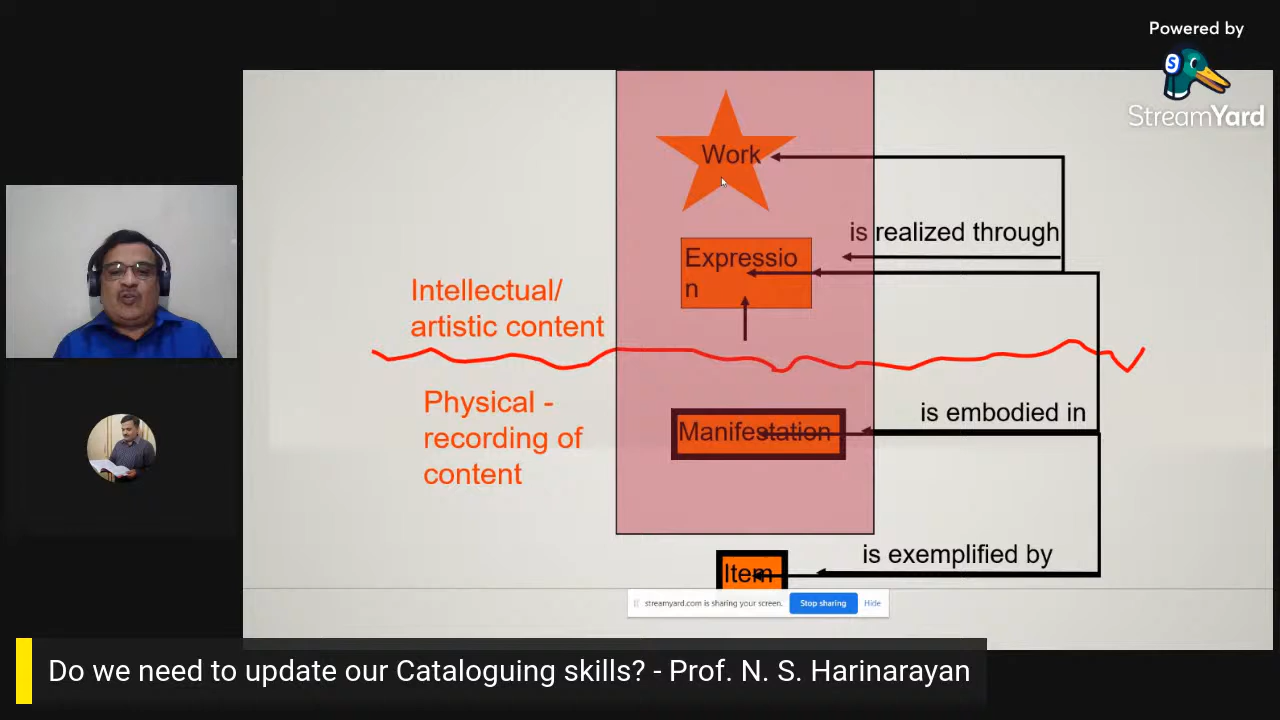 Powered by
StreamYard
Work
is realized through
Expressio
n
Intellectual/
artistic content
Physical -
recording of
content
Manifestation
is embodied in
is exemplified by
Item
streamyard.com is sharing your screen.
Stop sharing
Hide
Do we need to update our Cataloguing skills? - Prof. N. S. Harinarayan